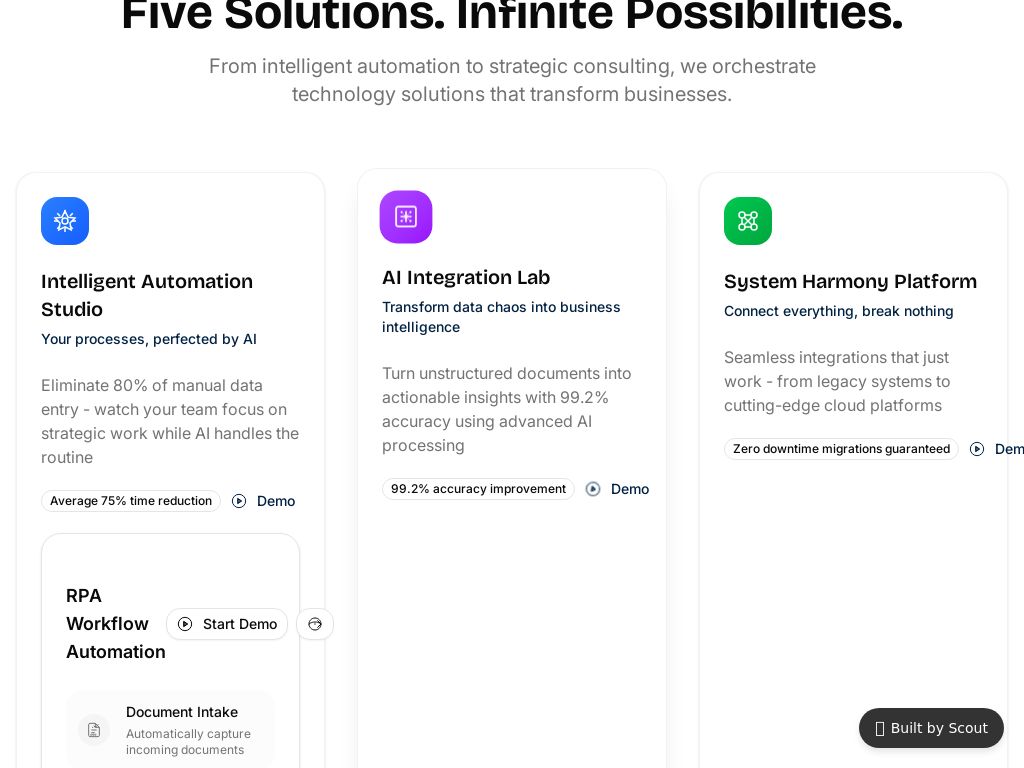 Five Solutions. Infinite Possibilities.
From intelligent automation to strategic consulting, we orchestrate
technology solutions that transform businesses.
Intelligent Automation
Studio
Your processes, perfected by AI
Eliminate 80% of manual data
entry - watch your team focus on
strategic work while AI handles the
routine
Average 75% time reduction
Demo
RPA
Workflow
Automation
Start Demo
Document Intake
Automatically capture
incoming documents
AI Integration Lab
Transform data chaos into business
intelligence
Turn unstructured documents into
actionable insights with 99.2%
accuracy using advanced AI
processing
99.2% accuracy improvement
Demo
System Harmony Platform
Connect everything, break nothing
Seamless integrations that just
work - from legacy systems to
cutting-edge cloud platforms
Zero downtime migrations guaranteed
Dem
Built by Scout